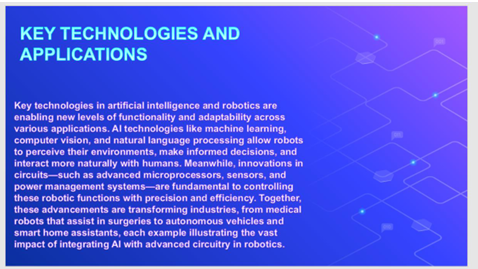 KEY TECHNOLOGIES AND
APPLICATIONS
Key technologies in artificial intelligence and robotics are
enabling new levels of functionality and adaptability across
various applications. AI technologies like machine learning,
computer vision, and natural language processing allow robots
to perceive their environments, make informed decisions, and
interact more naturally with humans. Meanwhile, innovations in
circuits—such as advanced microprocessors, sensors, and
power management systems—are fundamental to controlling
these robotic functions with precision and efficiency. Together,
these advancements are transforming industries, from medical
robots that assist in surgeries to autonomous vehicles and
smart home assistants, each example illustrating the vast
impact of integrating AI with advanced circuitry in robotics.